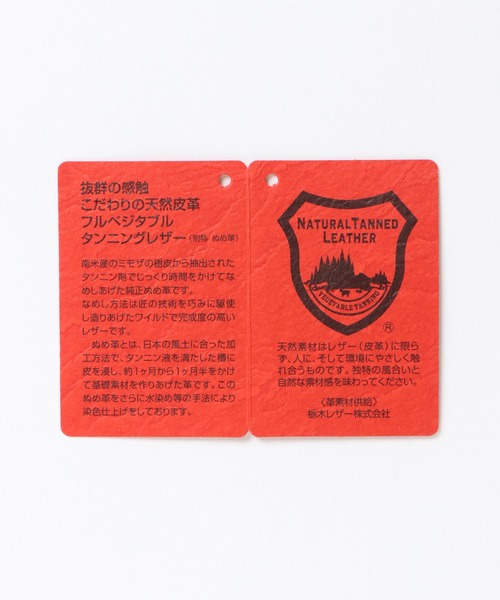 抜群の感触
こだわりの天然皮革
フルベジタブル
タンニングレザー(別称 ぬめ革)
南米産のミモザの樹皮から抽出された
タンニン剤でじっくり時間をかけてな
めしあげた純正ぬめ革です。
なめし方法は匠の技術を巧みに駆使
し造りあげたワイルドで完成度の高い
レザーです。
ぬめ革とは、日本の風土に合った加
工方法で、タンニン液を満たした槽に
皮を浸し、約1ヶ月から1ヶ月半をかけ
て基礎素材を作りあげた革です。この
ぬめ革をさらに水染め等の手法により
染色仕上げをしております。
NATURAL TANNED
LEATHER
VEGETABLE TANNING
®
天然素材はレザー(皮革)に限ら
ず、人に、そして環境にやさしく触
れ合うものです。独特の風合いと
自然な素材感を味わってください。
〈革素材供給〉
栃木レザー株式会社